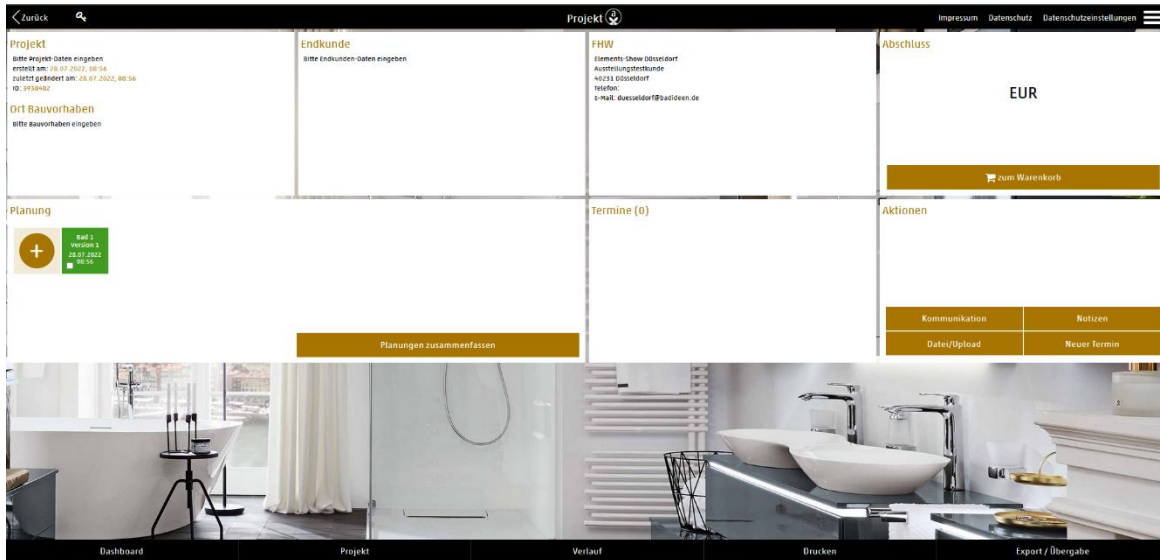 Zurück
Projekt
Impressum Datenschutz Datenschutzeinstellungen
Projekt
Bitte Projekt-Daten eingeben
erstellt am: 28.07.2022, 08:56
zuletzt geändert am: 28.07.2022, 08:56
ID: 5938482
Ort Bauvorhaben
Bitte Bauvorhaben eingeben
Endkunde
Bitte Endkunden-Daten eingeben
FHW
Elements-Show Düsseldorf
Ausstellungstestkunde
40231 Düsseldorf
Telefon:
E-Mail: duesseldorf@badideen.de
Abschluss
EUR
zum Warenkorb
Planung
Bad 1
Version 1
28.07.2022
08:56
Planungen zusammenfassen
Termine (0)
Aktionen
Kommunikation Notizen
Datei/Upload Neuer Termin
Dashboard Projekt Verlauf Drucken Export / Übergabe